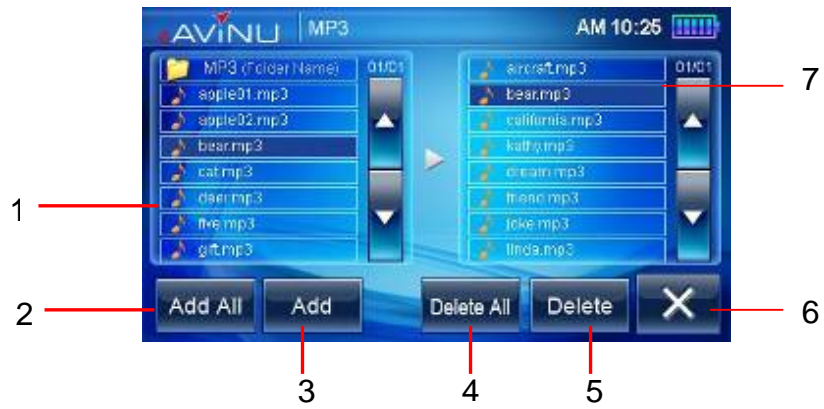 AViNU MP3 AM 10:25
MP3 (Folder Name) 01/01
apple01.mp3
apple02.mp3
bear.mp3
cat.mp3
deer.mp3
five.mp3
gift.mp3
aircraft.mp3 01/01
bear.mp3
california.mp3
kathy.mp3
dream.mp3
friend.mp3
joke.mp3
linda.mp3
Add All Add Delete All Delete X
1
2
3
4
5
6
7